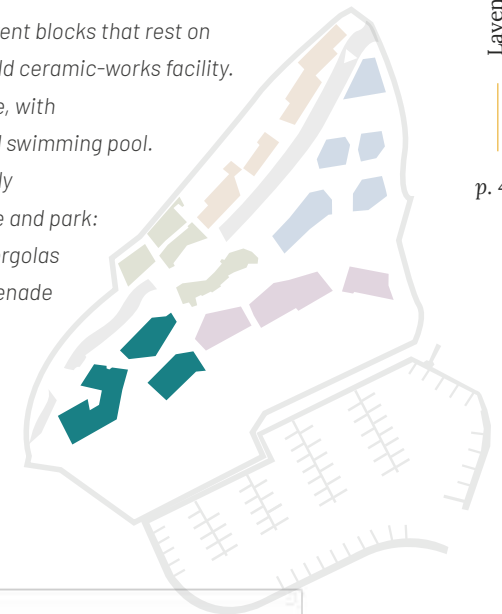 ent blocks that rest on
ld ceramic-works facility.
e, with
l swimming pool.
ly
e and park:
rgolas
enade
Laven
p. 4